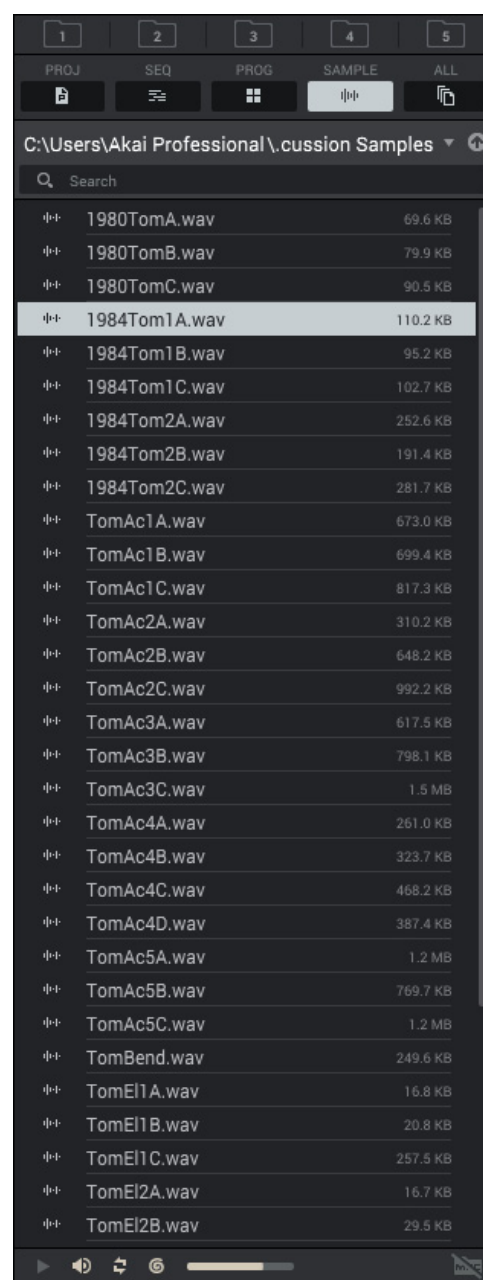 1 2 3 4 5
PROJ SEQ PROG SAMPLE ALL
C:\Users\Akai Professional\.cussion Samples
Search
1980TomA.wav 69.6 KB
1980TomB.wav 79.9 KB
1980TomC.wav 90.5 KB
1984Tom1A.wav 110.2 KB
1984Tom1B.wav 95.2 KB
1984Tom1C.wav 102.7 KB
1984Tom2A.wav 252.6 KB
1984Tom2B.wav 191.4 KB
1984Tom2C.wav 281.7 KB
TomAc1A.wav 673.0 KB
TomAc1B.wav 699.4 KB
TomAc1C.wav 817.3 KB
TomAc2A.wav 310.2 KB
TomAc2B.wav 648.2 KB
TomAc2C.wav 992.2 KB
TomAc3A.wav 617.5 KB
TomAc3B.wav 798.1 KB
TomAc3C.wav 1.5 MB
TomAc4A.wav 261.0 KB
TomAc4B.wav 323.7 KB
TomAc4C.wav 468.2 KB
TomAc4D.wav 387.4 KB
TomAc5A.wav 1.2 MB
TomAc5B.wav 769.7 KB
TomAc5C.wav 1.2 MB
TomBend.wav 249.6 KB
TomEl1A.wav 16.8 KB
TomEl1B.wav 20.8 KB
TomEl1C.wav 257.5 KB
TomEl2A.wav 16.7 KB
TomEl2B.wav 29.5 KB